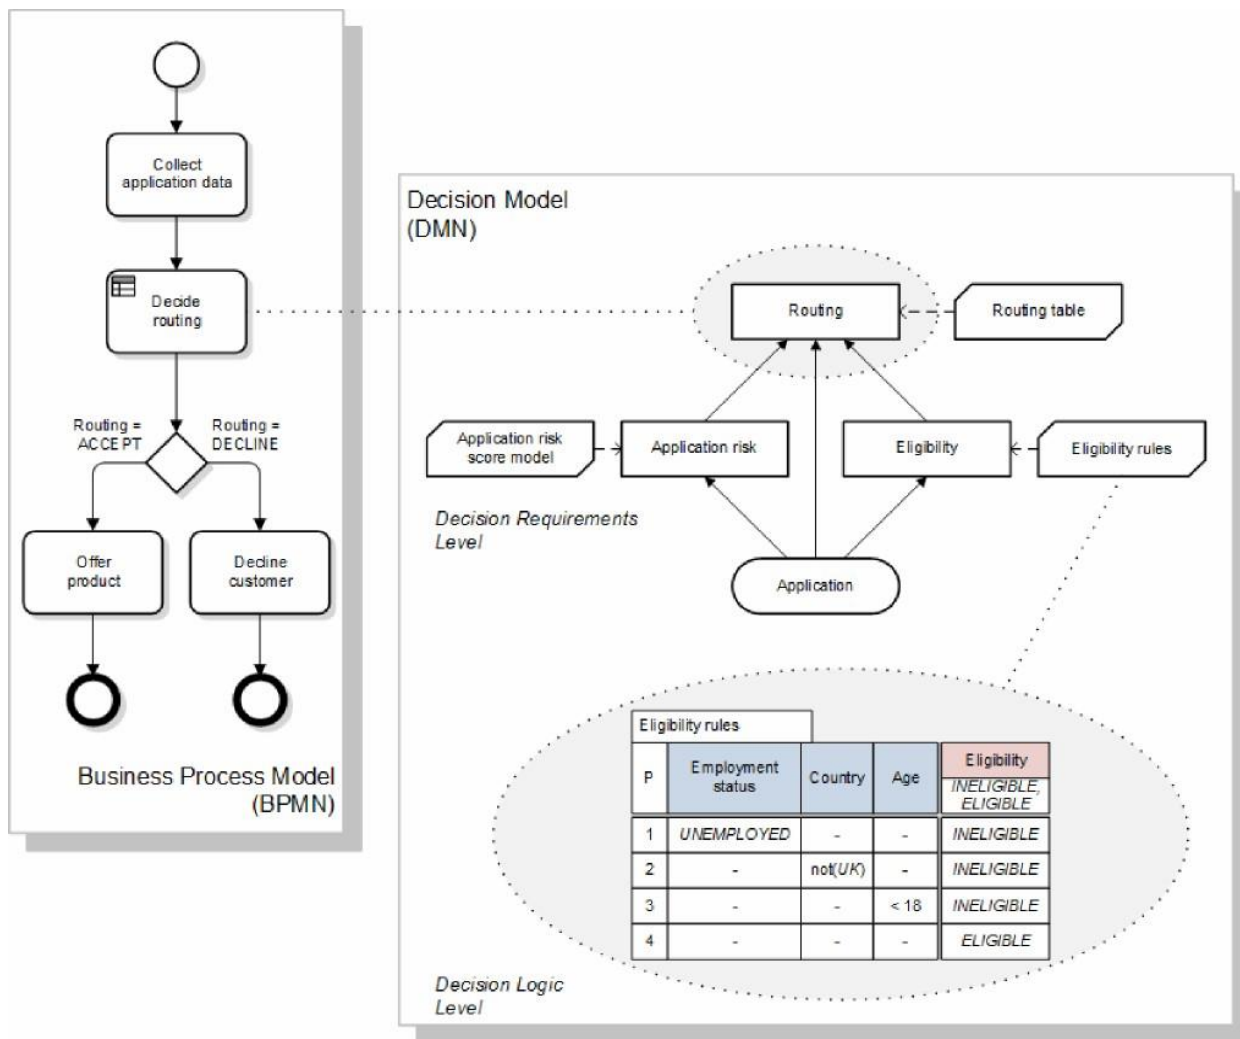 Collect
application data
Decide
routing
Routing =
ACCEPT
Routing =
DECLINE
Offer
product
Decline
customer
Business Process Model
(BPMN)
Decision Model
(DMN)
Routing
Routing table
Application risk
score model
Application risk
Eligibility
Eligibility rules
Decision Requirements
Level
Application
Eligibility rules
P
Employment
status
Country
Age
Eligibility
INELIGIBLE,
ELIGIBLE
1 UNEMPLOYED - - INELIGIBLE
2 - not(UK) - INELIGIBLE
3 - - < 18 INELIGIBLE
4 - - - ELIGIBLE
Decision Logic
Level